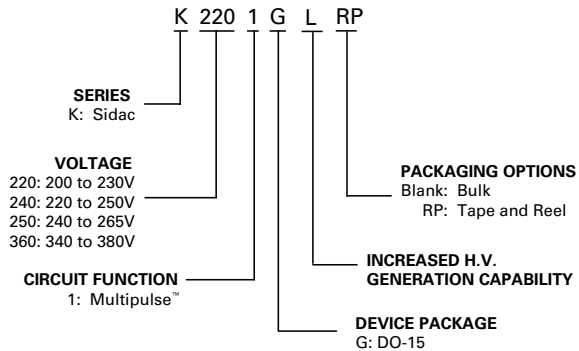 K 220 1 G L RP
SERIES
K: Sidac
VOLTAGE
220: 200 to 230V
240: 220 to 250V
250: 240 to 265V
360: 340 to 380V
CIRCUIT FUNCTION
1: Multipulse™
PACKAGING OPTIONS
Blank: Bulk
RP: Tape and Reel
INCREASED H.V.
GENERATION CAPABILITY
DEVICE PACKAGE
G: DO-15